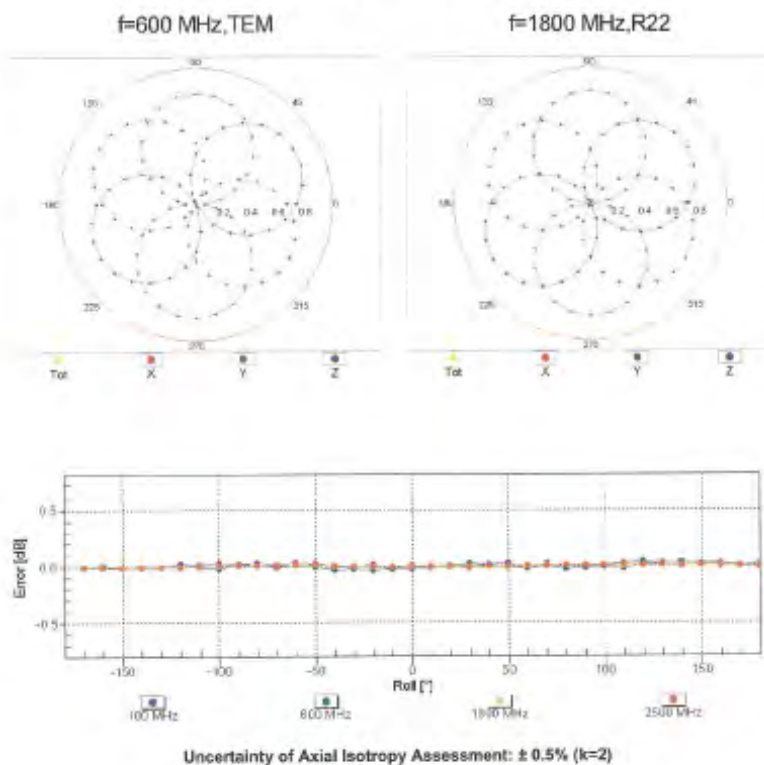 f=600 MHz,TEM
f=1800 MHz,R22
90
135
45
180
0
0.2
0.4
0.6
0.8
225
315
270
Tot
X
Y
Z
90
135
45
180
0
0.2
0.4
0.6
0.8
225
315
270
Tot
X
Y
Z
Error [dB]
0.5
0.0
-0.5
-150
-100
-50
0
50
100
150
Roll [°]
100 MHz
600 MHz
1800 MHz
2500 MHz
Uncertainty of Axial Isotropy Assessment: ± 0.5% (k=2)